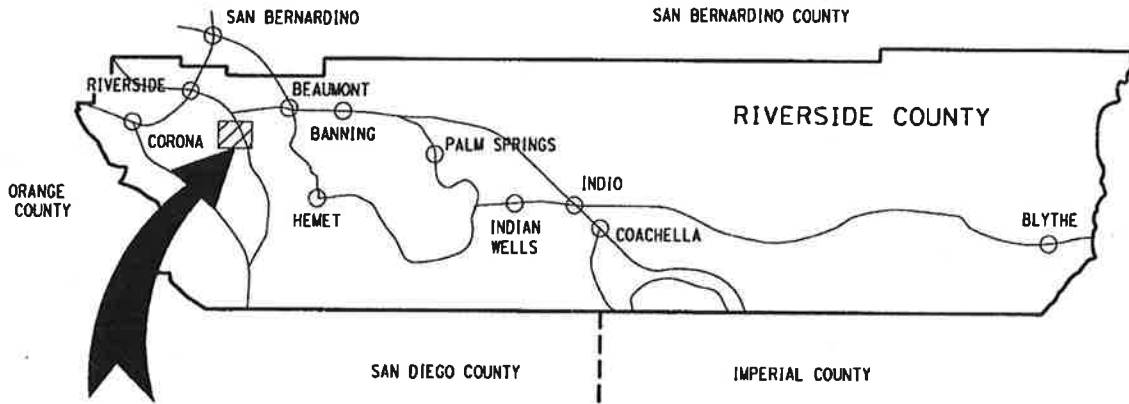 SAN BERNARDINO
SAN BERNARDINO COUNTY
RIVERSIDE
BEAUMONT
RIVERSIDE COUNTY
CORONA
BANNING
PALM SPRINGS
ORANGE
COUNTY
INDIO
HEMET
INDIAN
WELLS
COACHELLA
BLYTHE
SAN DIEGO COUNTY
IMPERIAL COUNTY